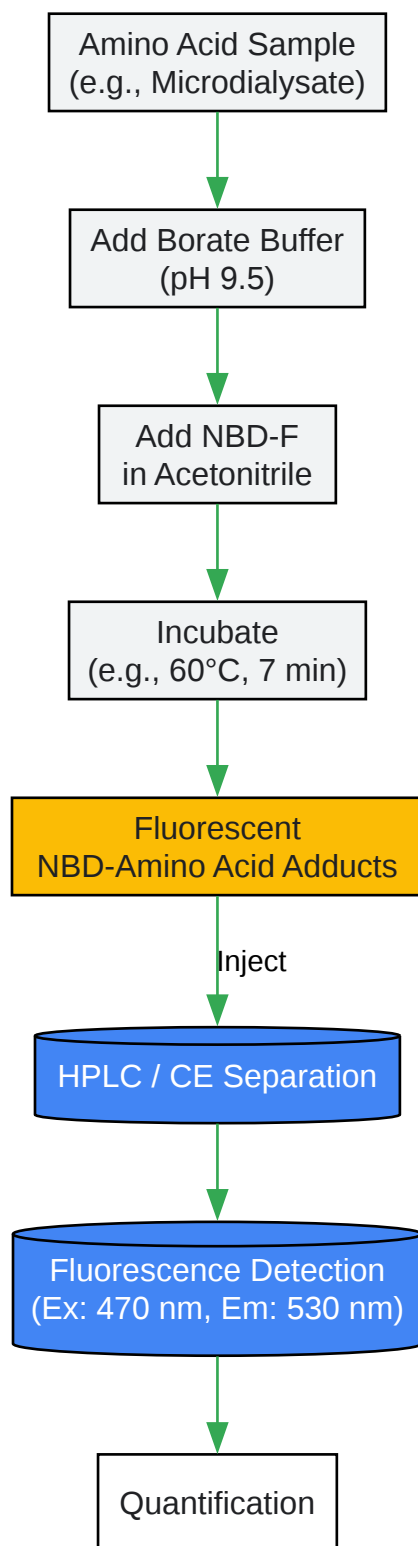 Amino Acid Sample
(e.g., Microdialysate)
Add Borate Buffer
(pH 9.5)
Add NBD-F
in Acetonitrile
Incubate
(e.g., 60°C, 7 min)
Fluorescent
NBD-Amino Acid Adducts
Inject
HPLC / CE Separation
Fluorescence Detection
(Ex: 470 nm, Em: 530 nm)
Quantification